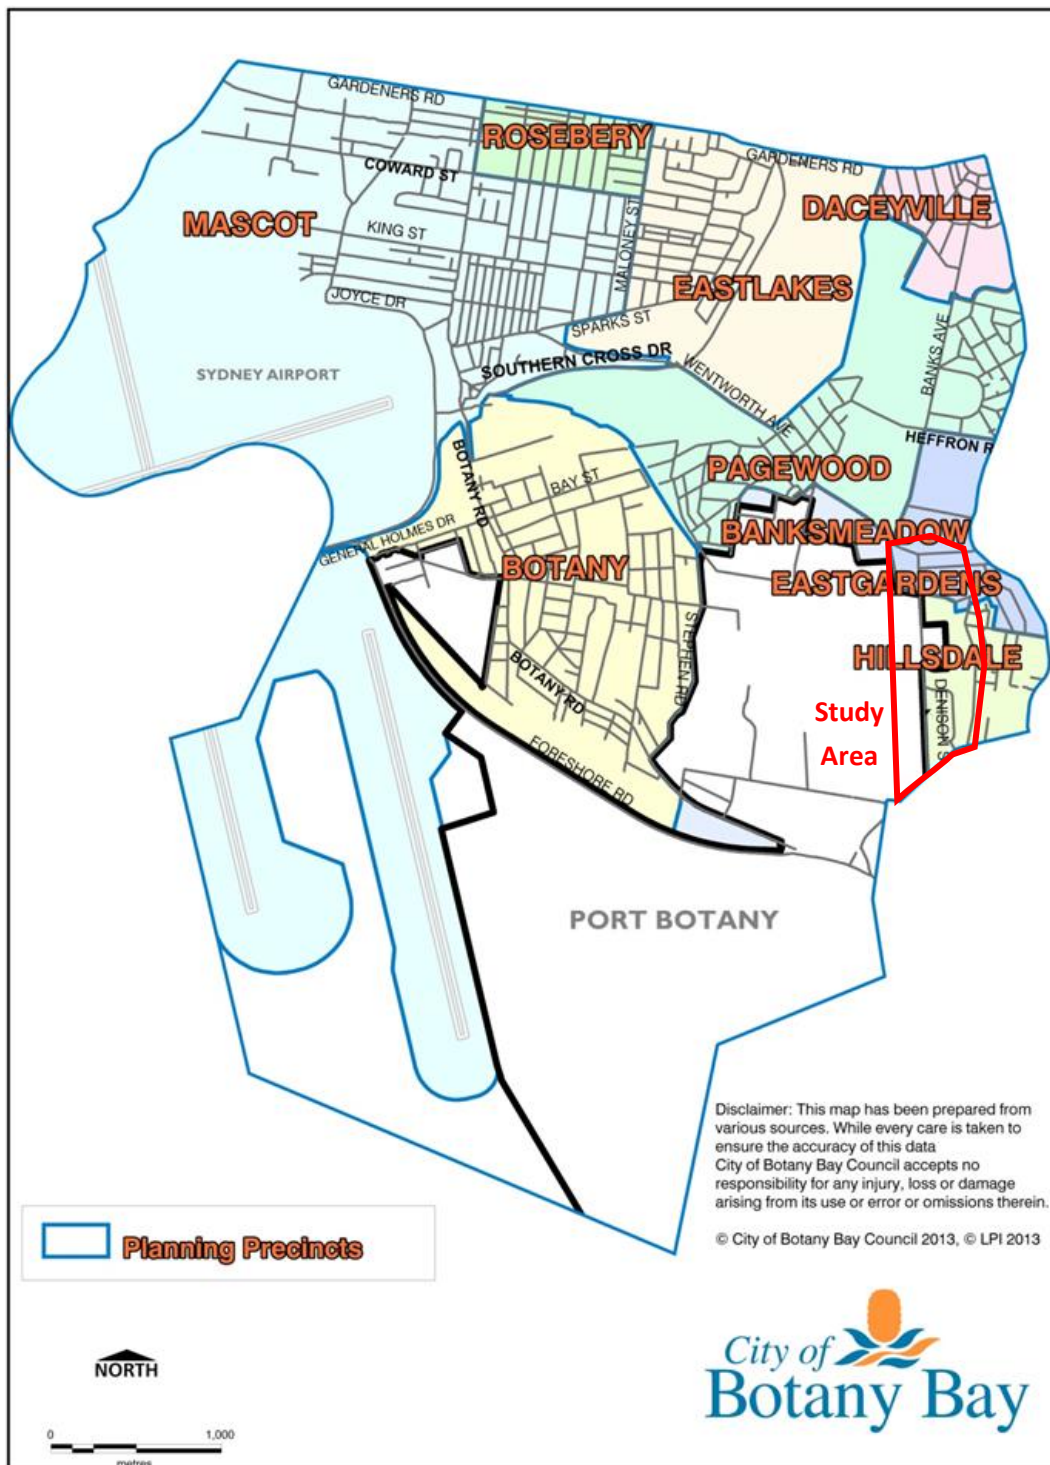 GARDENERS RD
ROSEBERY
GARDENERS RD
COWARD ST
DACEYVILLE
MASCOT
KING ST
MALONEY ST
EASTLAKES
JOYCE DR
SPARKS ST
BANKS AVE
SOUTHERN CROSS DR
SYDNEY AIRPORT
WENTWORTH AVE
HEFFRON R
BOTANY RD
PAGEWOOD
BAY ST
GENERAL HOLMES DR
BANKSMEADOW
BOTANY
EASTGARDENS
STEPHEN RD
HILLSDALE
BOTANY RD
DENISON S
Study
Area
FORESHORE RD
PORT BOTANY
Disclaimer: This map has been prepared from
various sources. While every care is taken to
ensure the accuracy of this data
City of Botany Bay Council accepts no
responsibility for any injury, loss or damage
arising from its use or error or omissions therein.
© City of Botany Bay Council 2013, © LPI 2013
Planning Precincts
NORTH
City of
Botany Bay
0 1,000
metres